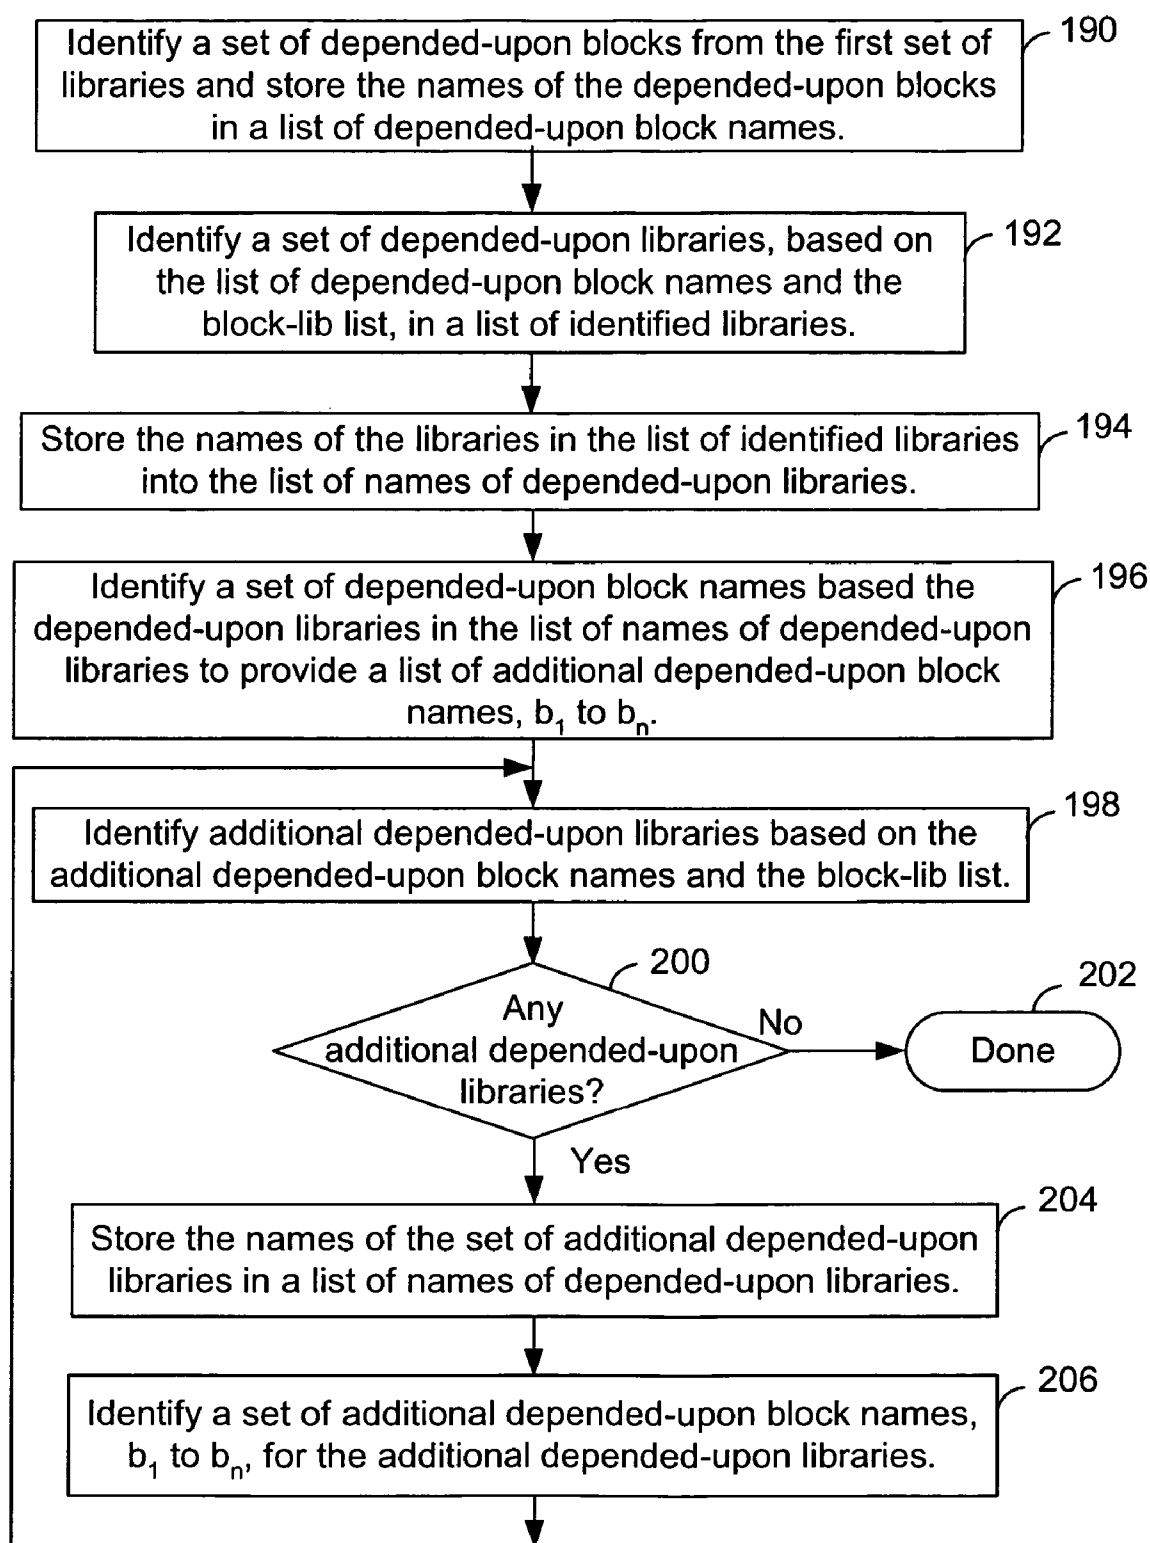 Identify a set of depended-upon blocks from the first set of
libraries and store the names of the depended-upon blocks
in a list of depended-upon block names.
190
Identify a set of depended-upon libraries, based on
the list of depended-upon block names and the
block-lib list, in a list of identified libraries.
192
Store the names of the libraries in the list of identified libraries
into the list of names of depended-upon libraries.
194
Identify a set of depended-upon block names based the
depended-upon libraries in the list of names of depended-upon
libraries to provide a list of additional depended-upon block
names, b₁ to bₙ.
196
Identify additional depended-upon libraries based on the
additional depended-upon block names and the block-lib list.
198
Any
additional depended-upon
libraries?
200
No
Done
202
Yes
Store the names of the set of additional depended-upon
libraries in a list of names of depended-upon libraries.
204
Identify a set of additional depended-upon block names,
b₁ to bₙ, for the additional depended-upon libraries.
206